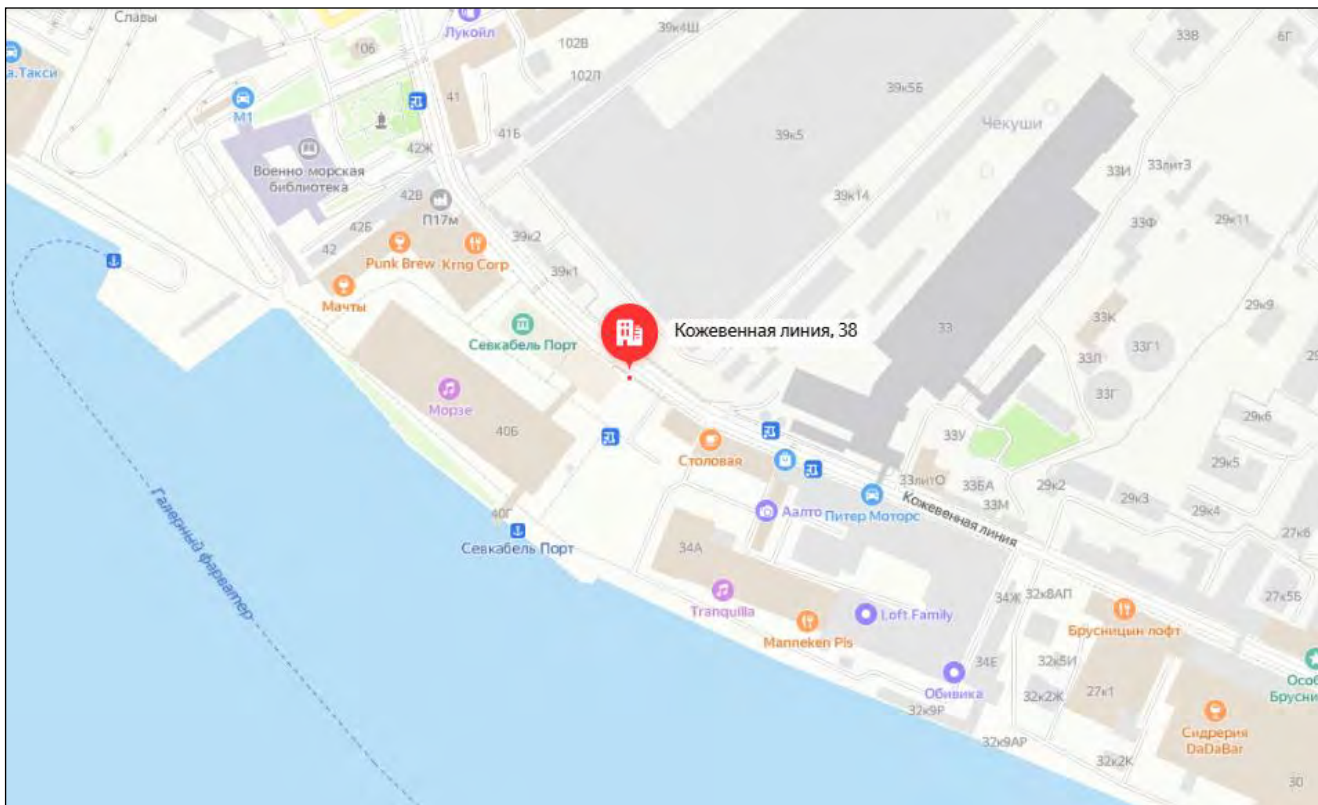 Славы
Лукойл
39к4Ш
33В
6Г
106
102В
а.Такси
102Л
М1
41
39к5Б
Чекуши
41Б
39к5
42Ж
Военно-морская
библиотека
33И
33литЗ
42В
39к14
П17м
42Б
33Ф
29к11
39к2
42
Punk Brew
Krng Corp
39к1
Мачты
29к9
33К
Кожевенная линия, 38
33
Севкабель Порт
33Л
33Г1
33Г
Морзе
29к6
40Б
33У
Столовая
29к5
33литО
33БА
29к2
29к3
33М
29к4
Кожевенная линия
40Г
Аалто
Питер Моторс
27к6
Галерный фарватер
Севкабель Порт
34А
34Ж
32к8АП
27к5Б
Tranquilla
Loft Family
Брусницын лофт
Manneken Pis
34Е
32к5И
Особ
Брусни
Обивика
32к2Ж
27к1
32к9Р
Сидрерия
DaDaBar
32к9АР
32к2К
30